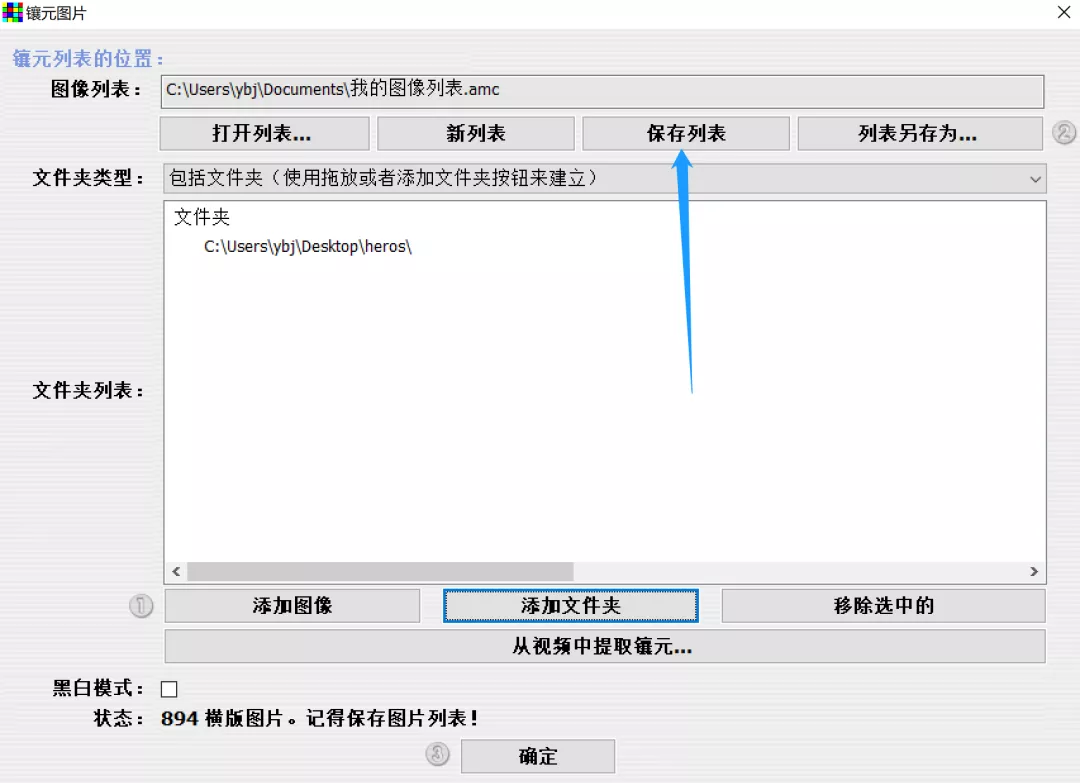 镶元图片
镶元列表的位置：
图像列表： C:\Users\ybj\Documents\我的图像列表.amc
打开列表... 新列表 保存列表 列表另存为... ②
文件夹类型： 包括文件夹（使用拖放或者添加文件夹按钮来建立）
文件夹
C:\Users\ybj\Desktop\heros\
文件夹列表：
① 添加图像 添加文件夹 移除选中的
从视频中提取镶元...
黑白模式：
状态： 894 横版图片。记得保存图片列表！
③ 确定